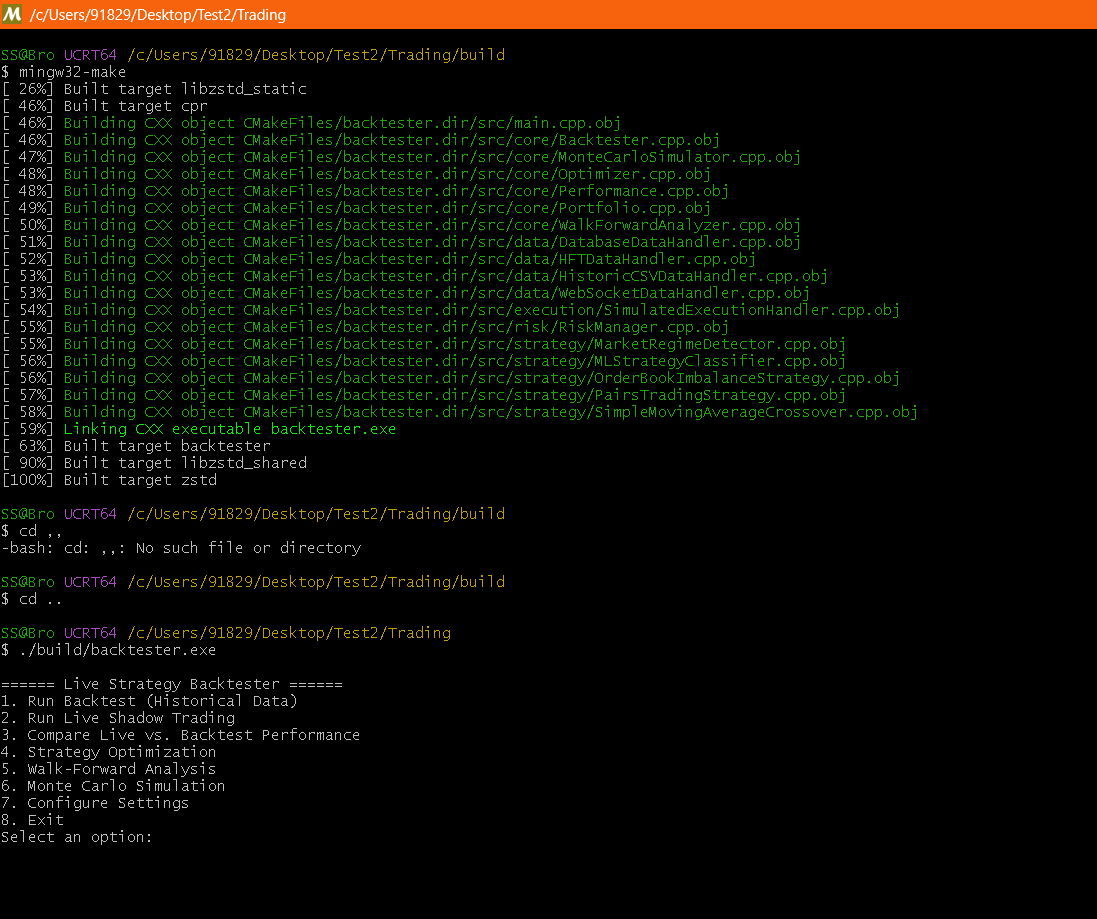 M /c/Users/91829/Desktop/Test2/Trading
SS@Bro UCRT64 /c/Users/91829/Desktop/Test2/Trading/build
$ mingw32-make
[ 26%] Built target libzstd_static
[ 46%] Built target cpr
[ 46%] Building CXX object CMakeFiles/backtester.dir/src/main.cpp.obj
[ 46%] Building CXX object CMakeFiles/backtester.dir/src/core/Backtester.cpp.obj
[ 47%] Building CXX object CMakeFiles/backtester.dir/src/core/MonteCarloSimulator.cpp.obj
[ 48%] Building CXX object CMakeFiles/backtester.dir/src/core/Optimizer.cpp.obj
[ 48%] Building CXX object CMakeFiles/backtester.dir/src/core/Performance.cpp.obj
[ 49%] Building CXX object CMakeFiles/backtester.dir/src/core/Portfolio.cpp.obj
[ 50%] Building CXX object CMakeFiles/backtester.dir/src/core/WalkForwardAnalyzer.cpp.obj
[ 51%] Building CXX object CMakeFiles/backtester.dir/src/data/DatabaseDataHandler.cpp.obj
[ 52%] Building CXX object CMakeFiles/backtester.dir/src/data/HFTDataHandler.cpp.obj
[ 53%] Building CXX object CMakeFiles/backtester.dir/src/data/HistoricCSVDataHandler.cpp.obj
[ 53%] Building CXX object CMakeFiles/backtester.dir/src/data/WebSocketDataHandler.cpp.obj
[ 54%] Building CXX object CMakeFiles/backtester.dir/src/execution/SimulatedExecutionHandler.cpp.obj
[ 55%] Building CXX object CMakeFiles/backtester.dir/src/risk/RiskManager.cpp.obj
[ 55%] Building CXX object CMakeFiles/backtester.dir/src/strategy/MarketRegimeDetector.cpp.obj
[ 56%] Building CXX object CMakeFiles/backtester.dir/src/strategy/MLStrategyClassifier.cpp.obj
[ 56%] Building CXX object CMakeFiles/backtester.dir/src/strategy/OrderBookImbalanceStrategy.cpp.obj
[ 57%] Building CXX object CMakeFiles/backtester.dir/src/strategy/PairsTradingStrategy.cpp.obj
[ 58%] Building CXX object CMakeFiles/backtester.dir/src/strategy/SimpleMovingAverageCrossover.cpp.obj
[ 59%] Linking CXX executable backtester.exe
[ 63%] Built target backtester
[ 90%] Built target libzstd_shared
[100%] Built target zstd
SS@Bro UCRT64 /c/Users/91829/Desktop/Test2/Trading/build
$ cd ,,
-bash: cd: ,,: No such file or directory
SS@Bro UCRT64 /c/Users/91829/Desktop/Test2/Trading/build
$ cd ..
SS@Bro UCRT64 /c/Users/91829/Desktop/Test2/Trading
$ ./build/backtester.exe
====== Live Strategy Backtester ======
1. Run Backtest (Historical Data)
2. Run Live Shadow Trading
3. Compare Live vs. Backtest Performance
4. Strategy Optimization
5. Walk-Forward Analysis
6. Monte Carlo Simulation
7. Configure Settings
8. Exit
Select an option: